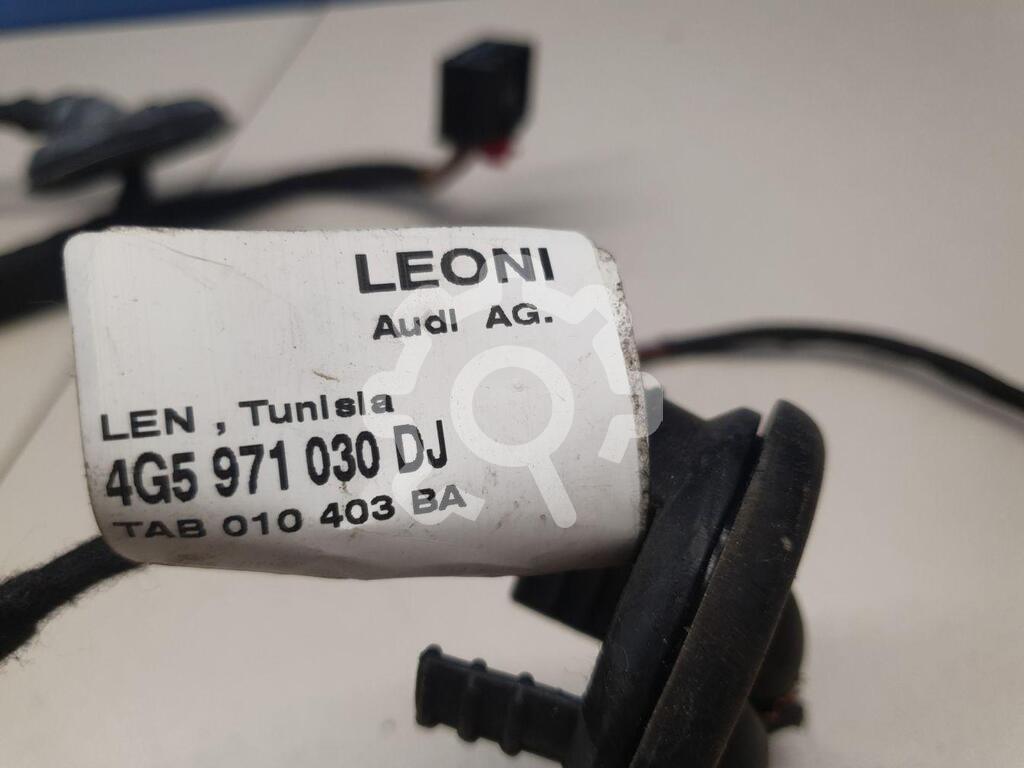 LEONI
Audi AG.
LEN , Tunisia
4G5 971 030 DJ
TAB 010 403 BA